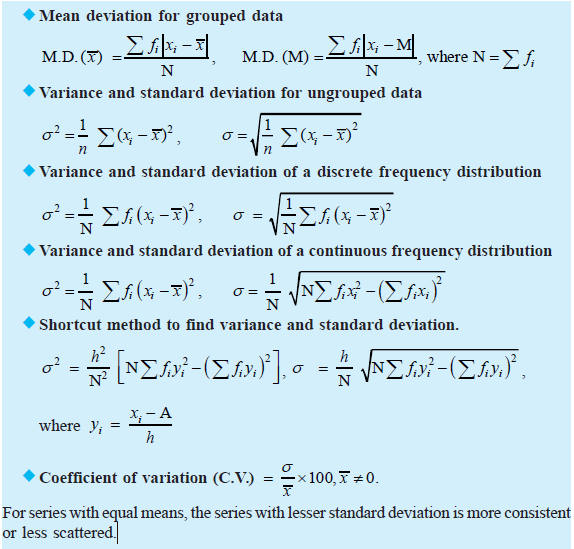 ◆ Mean deviation for grouped data
M.D. (x̅) = ∑ fᵢ|xᵢ – x̅| / N, M.D. (M) = ∑ fᵢ|xᵢ – M| / N, where N = ∑ fᵢ
◆ Variance and standard deviation for ungrouped data
σ² = 1/n ∑ (xᵢ – x̅)², σ = √(1/n ∑ (xᵢ – x̅)²)
◆ Variance and standard deviation of a discrete frequency distribution
σ² = 1/N ∑ fᵢ (xᵢ – x̅)², σ = √(1/N ∑ fᵢ (xᵢ – x̅)²)
◆ Variance and standard deviation of a continuous frequency distribution
σ² = 1/N ∑ fᵢ (xᵢ – x̅)², σ = 1/N √(N∑ fᵢxᵢ² – (∑ fᵢxᵢ)²)
◆ Shortcut method to find variance and standard deviation.
σ² = h²/N² [N∑ fᵢyᵢ² – (∑ fᵢyᵢ)²], σ = h/N √(N∑ fᵢyᵢ² – (∑ fᵢyᵢ)²),
where yᵢ = (xᵢ – A) / h
◆ Coefficient of variation (C.V.) = σ/x̅ × 100, x̅ ≠ 0.
For series with equal means, the series with lesser standard deviation is more consistent
or less scattered.